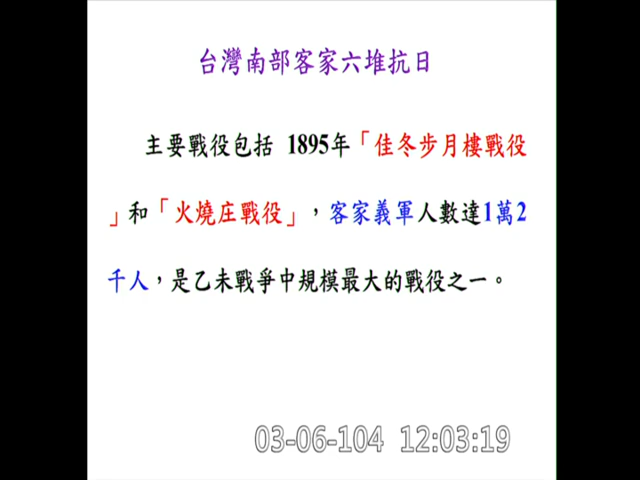 台灣南部客家六堆抗日
主要戰役包括 1895年「佳冬步月樓戰役
」和「火燒庄戰役」，客家義軍人數達1萬2
千人，是乙未戰爭中規模最大的戰役之一。
03-06-104 12:03:19